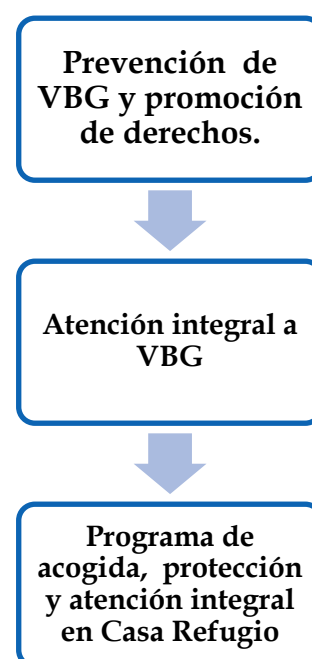 Prevención de
VBG y promoción
de derechos.
Atención integral a
VBG
Programa de
acogida, protección
y atención integral
en Casa Refugio